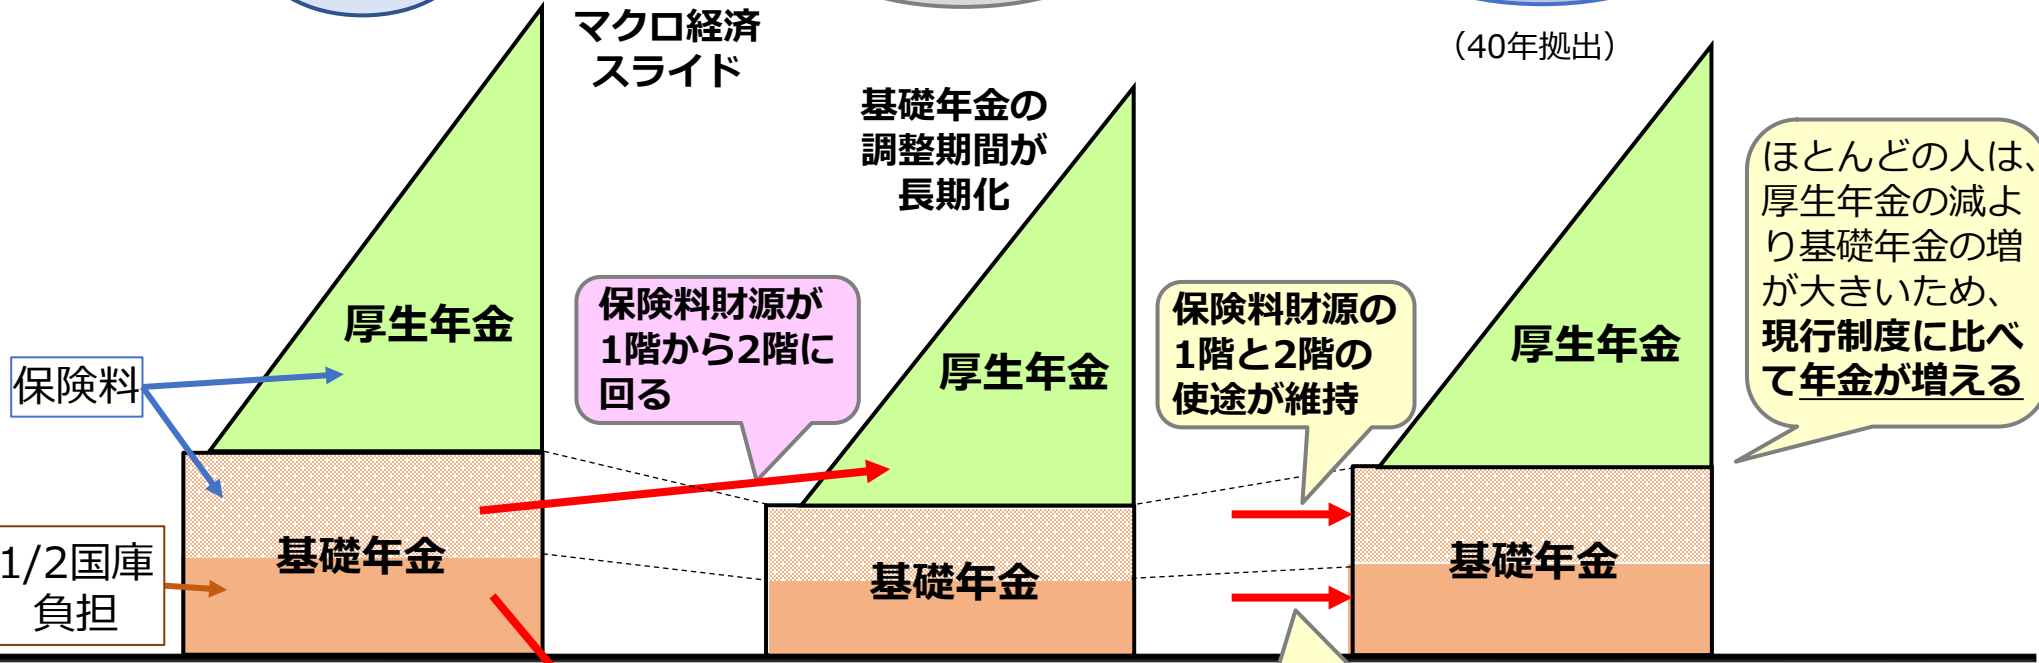 マクロ経済
スライド
基礎年金の
調整期間が
長期化
（40年拠出）
ほとんどの人は、
厚生年金の減よ
り基礎年金の増
が大きいため、
現行制度に比べ
て年金が増える
保険料財源が
1階から2階に
回る
保険料財源の
1階と2階の
使途が維持
厚生年金
厚生年金
厚生年金
保険料
基礎年金
基礎年金
基礎年金
1/2国庫
負担